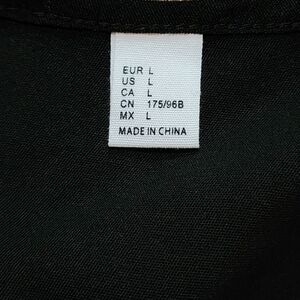 EUR L
US L
CA L
CN 175/96B
MX L
MADE IN CHINA